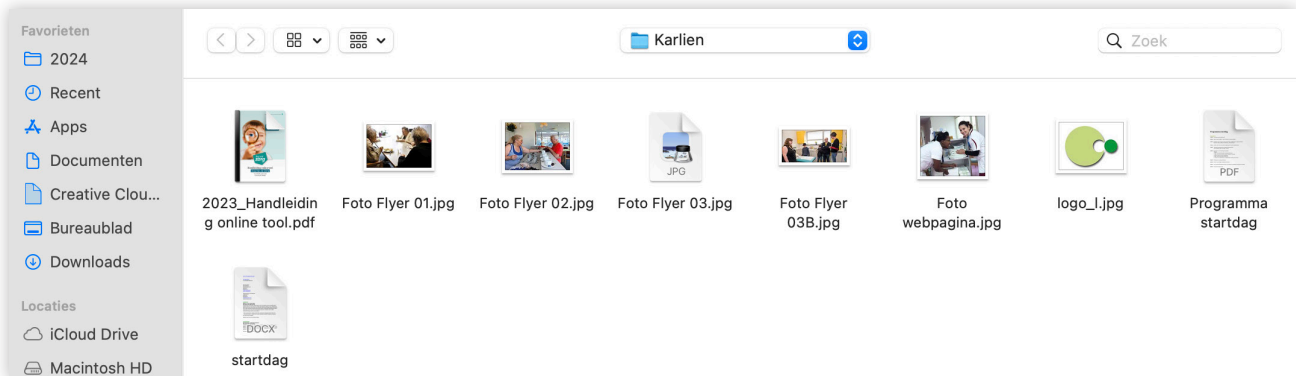 Favorieten
2024
Recent
Apps
Documenten
Creative Clou...
Bureaublad
Downloads
Locaties
iCloud Drive
Macintosh HD
Karlien
Zoek
2023_Handleidin
g online tool.pdf
Foto Flyer 01.jpg
Foto Flyer 02.jpg
JPG
Foto Flyer 03.jpg
Foto Flyer
03B.jpg
Foto
webpagina.jpg
logo_l.jpg
PDF
Programma
startdag
DOCX
startdag